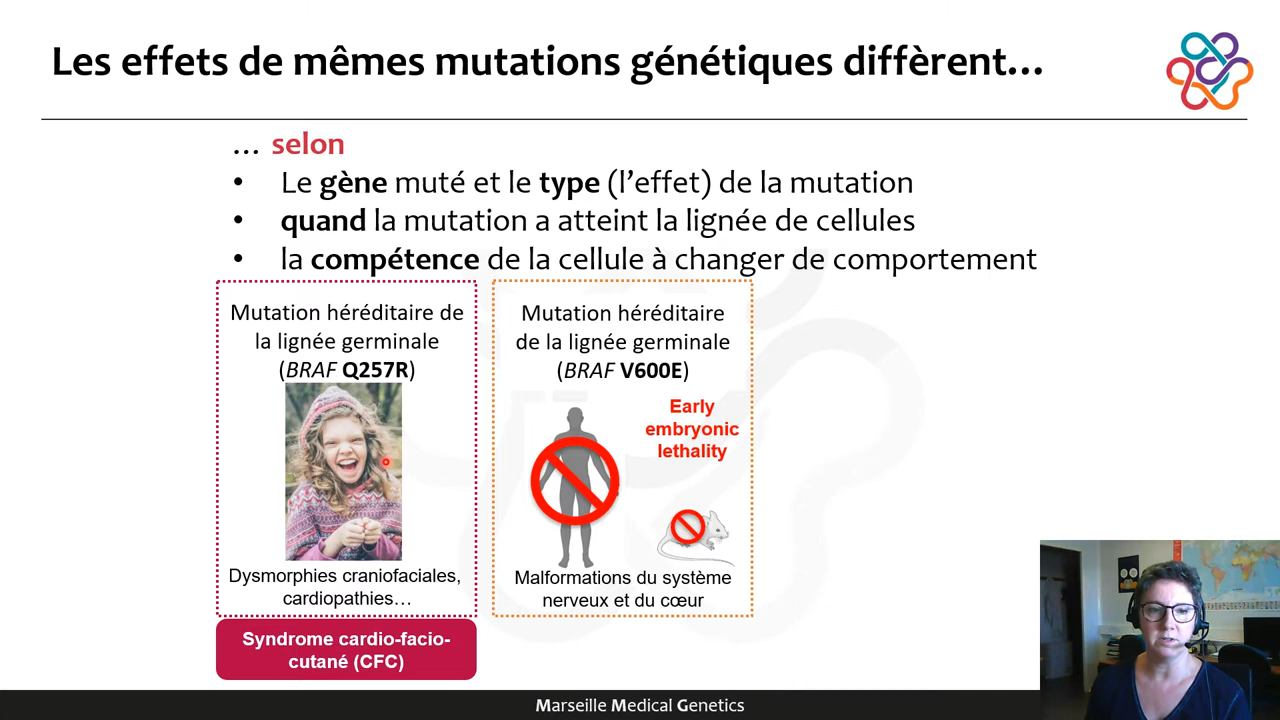 Les effets de mêmes mutations génétiques diffèrent…
… selon
• Le gène muté et le type (l’effet) de la mutation
• quand la mutation a atteint la lignée de cellules
• la compétence de la cellule à changer de comportement
Mutation héréditaire de
la lignée germinale
(BRAF Q257R)
Dysmorphies craniofaciales,
cardiopathies…
Syndrome cardio-facio-
cutané (CFC)
Mutation héréditaire
de la lignée germinale
(BRAF V600E)
Early
embryonic
lethality
Malformations du système
nerveux et du cœur
Marseille Medical Genetics